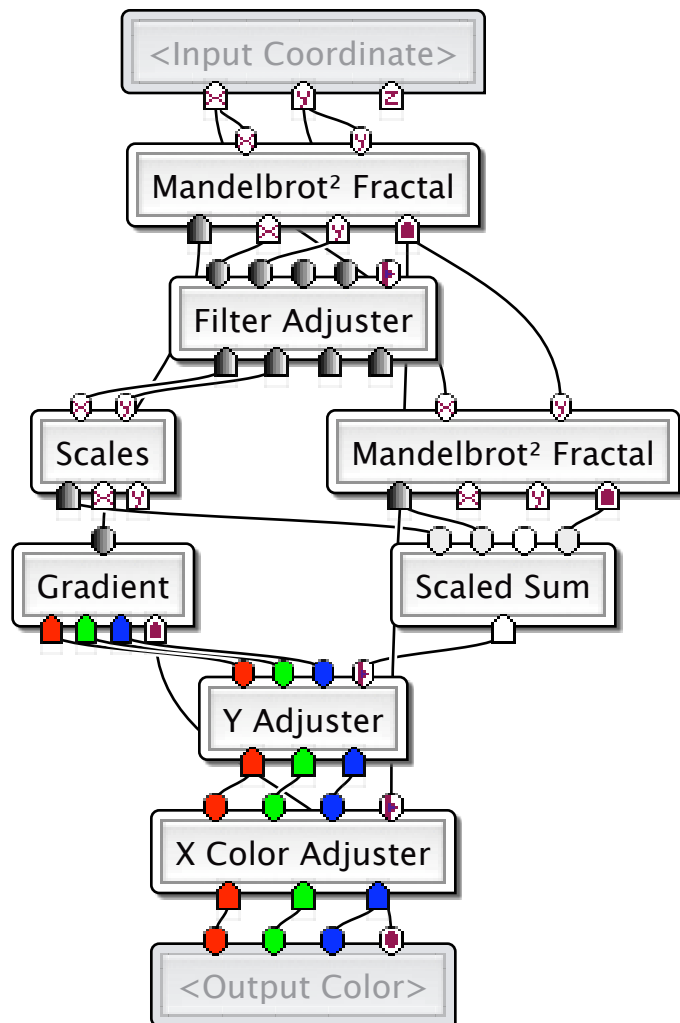 <Input Coordinate>
X Y Z
X Y
Mandelbrot² Fractal
X Y
Filter Adjuster
X Y
X Y
Scales
Mandelbrot² Fractal
X Y
X Y
Gradient
Scaled Sum
Y Adjuster
X Color Adjuster
<Output Color>